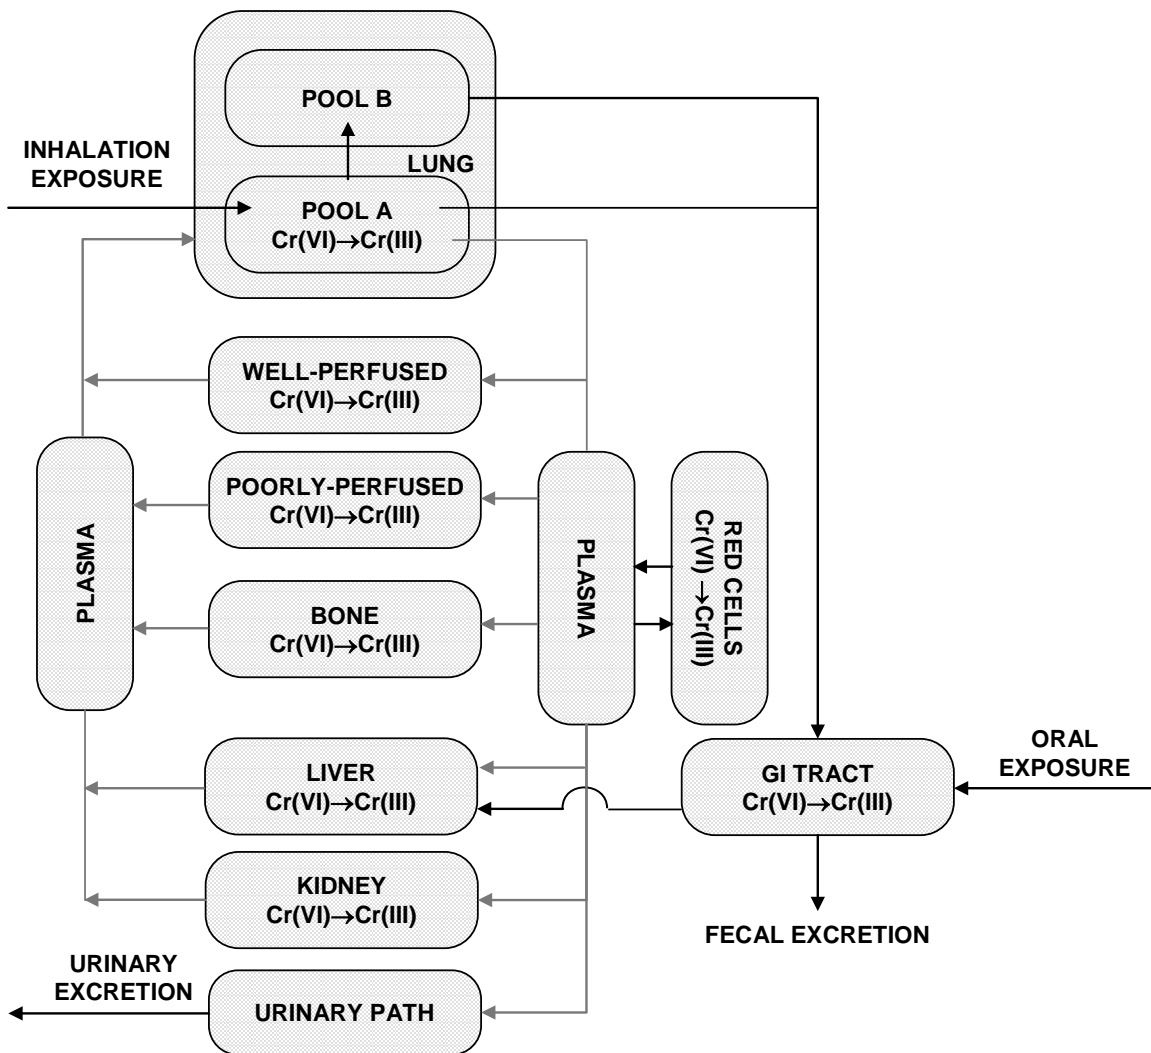 POOL B
INHALATION
EXPOSURE
LUNG
POOL A
Cr(VI)→Cr(III)
WELL-PERFUSED
Cr(VI)→Cr(III)
POORLY-PERFUSED
Cr(VI)→Cr(III)
PLASMA
PLASMA
RED CELLS
Cr(VI)→Cr(III)
BONE
Cr(VI)→Cr(III)
LIVER
Cr(VI)→Cr(III)
GI TRACT
Cr(VI)→Cr(III)
ORAL
EXPOSURE
KIDNEY
Cr(VI)→Cr(III)
FECAL EXCRETION
URINARY
EXCRETION
URINARY PATH